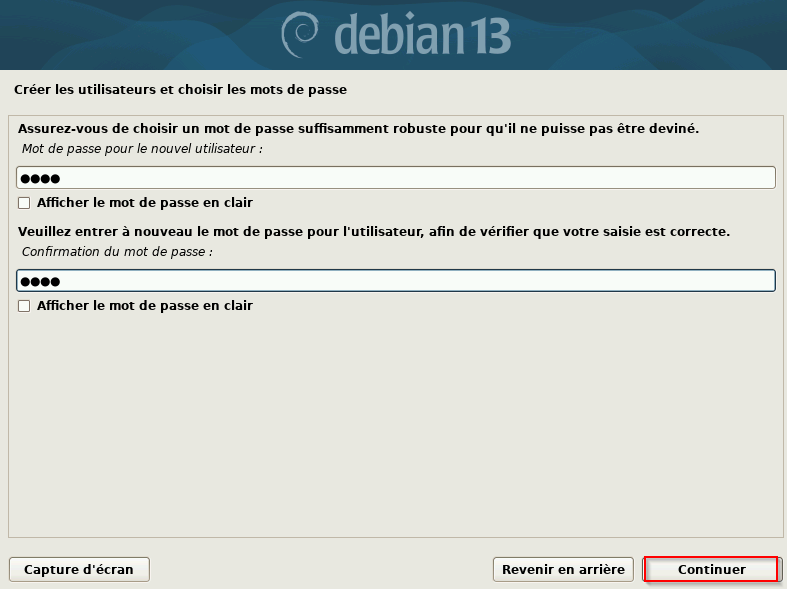 debian 13
Créer les utilisateurs et choisir les mots de passe
Assurez-vous de choisir un mot de passe suffisamment robuste pour qu'il ne puisse pas être deviné.
Mot de passe pour le nouvel utilisateur :
●●●●
Afficher le mot de passe en clair
Veuillez entrer à nouveau le mot de passe pour l'utilisateur, afin de vérifier que votre saisie est correcte.
Confirmation du mot de passe :
●●●●
Afficher le mot de passe en clair
Capture d'écran
Revenir en arrière
Continuer